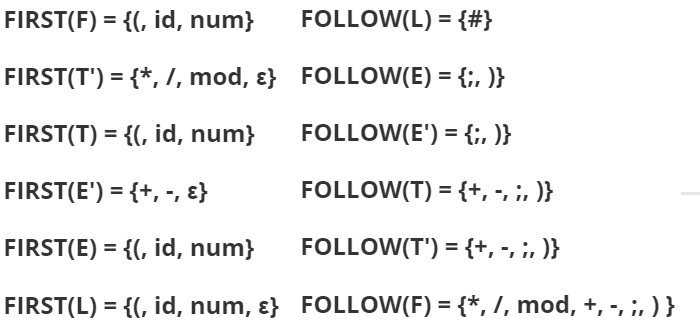 FIRST(F) = {(, id, num} FOLLOW(L) = {#}
FIRST(T') = {*, /, mod, ε} FOLLOW(E) = {;, )}
FIRST(T) = {(, id, num} FOLLOW(E') = {;, )}
FIRST(E') = {+, -, ε} FOLLOW(T) = {+, -, ;, )}
FIRST(E) = {(, id, num} FOLLOW(T') = {+, -, ;, )}
FIRST(L) = {(, id, num, ε} FOLLOW(F) = {*, /, mod, +, -, ;, ) }